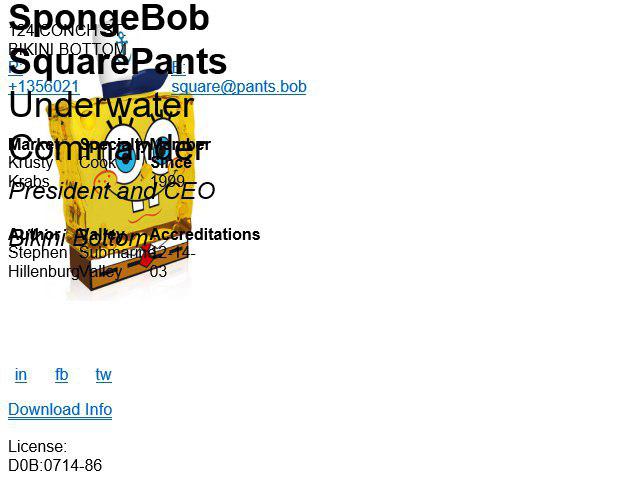 SpongeBob
SquarePants
124 CONCH ST
BIKINI BOTTOM
P: E:
+1356021 square@pants.bob
Underwater
Commander
Market Specialty Member
Krusty Cook Since
Krabs 1999
President and CEO
Bikini Bottom
Author Valley Accreditations
Stephen Submarine 12-14-
Hillenburg Valley 03
in fb tw
Download Info
License:
D0B:0714-86